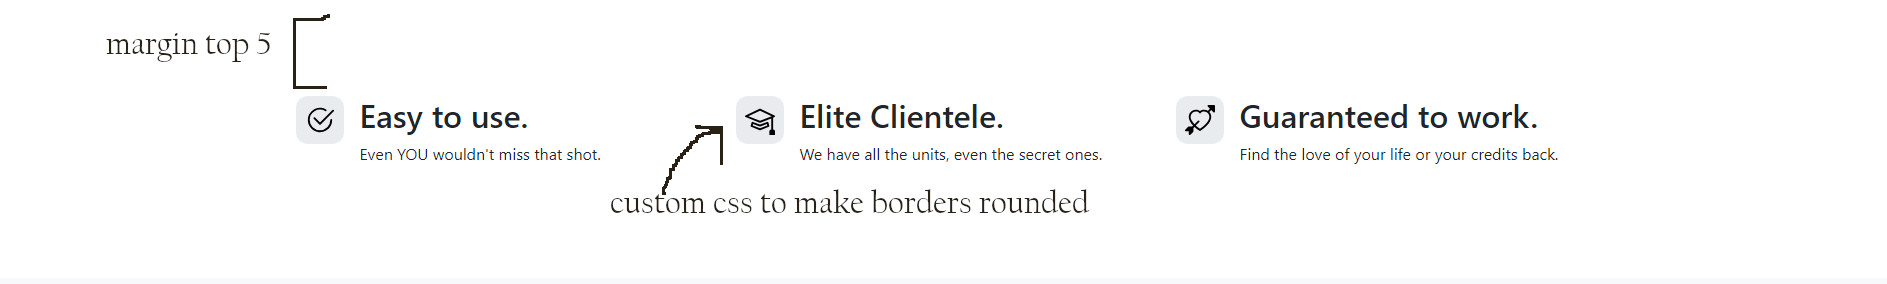 margin top 5
Easy to use.
Elite Clientele.
Guaranteed to work.
Even YOU wouldn't miss that shot.
We have all the units, even the secret ones.
Find the love of your life or your credits back.
custom css to make borders rounded